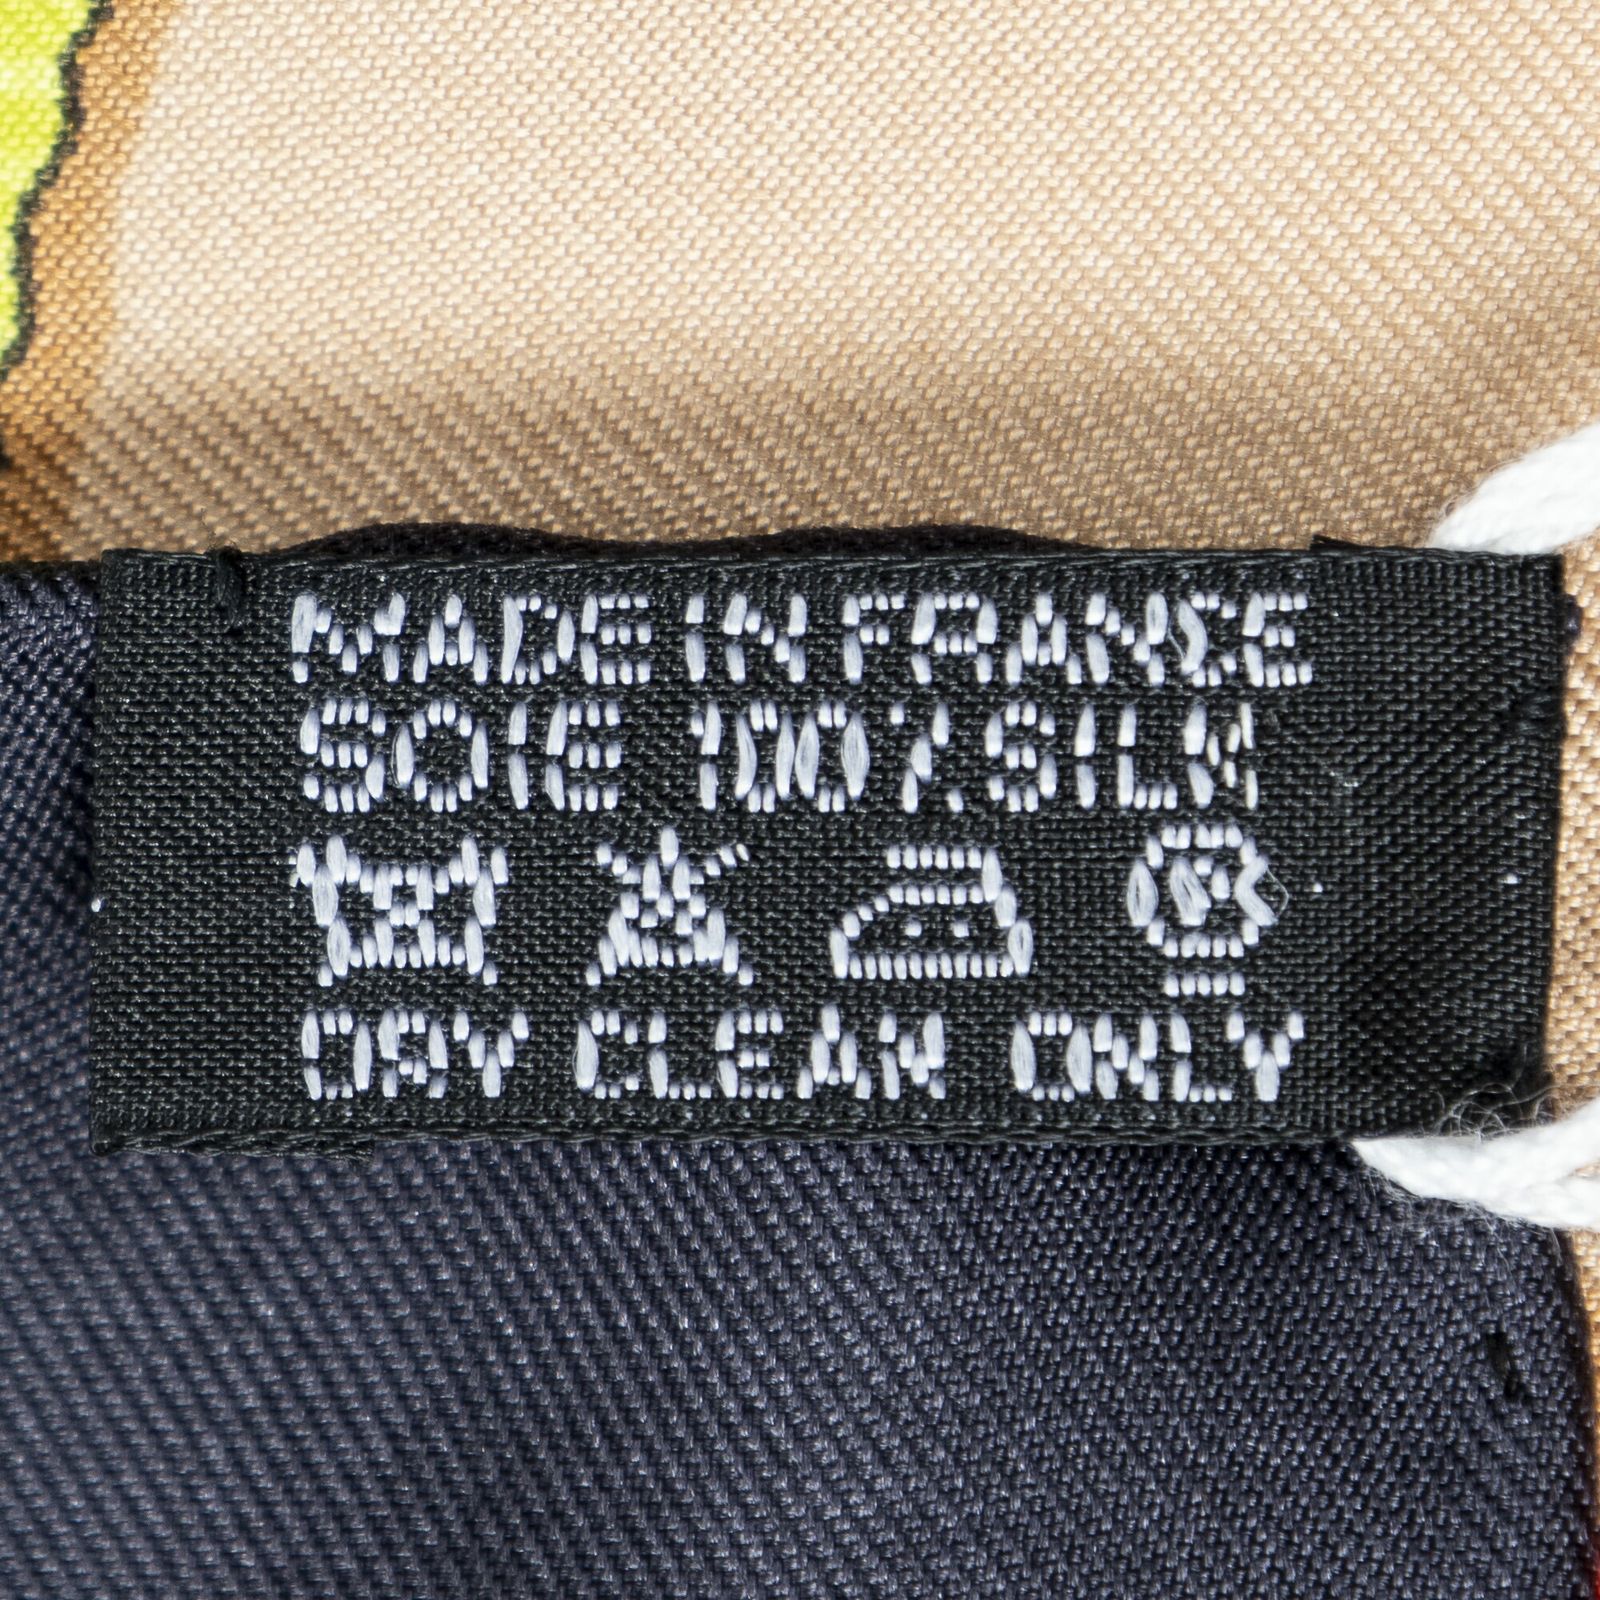 MADE IN FRANCE
SOIE 100% SILK
DRY CLEAN ONLY